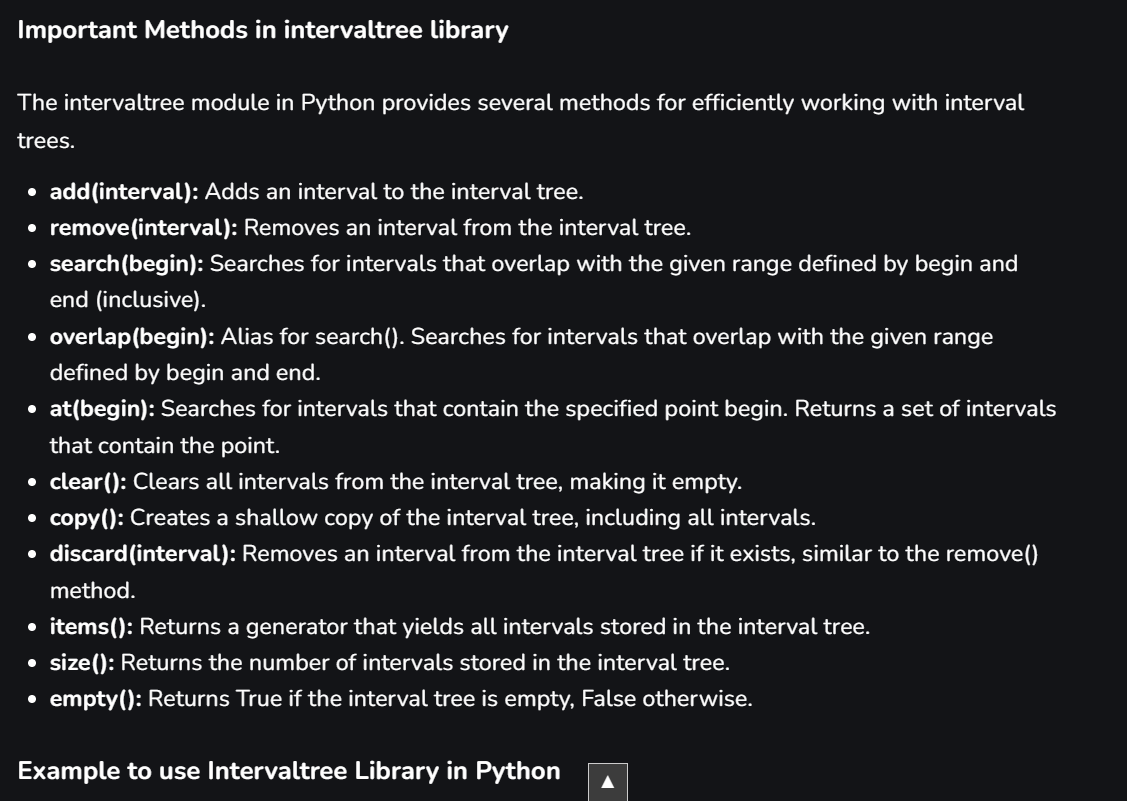 Important Methods in intervaltree library
The intervaltree module in Python provides several methods for efficiently working with interval
trees.
• add(interval): Adds an interval to the interval tree.
• remove(interval): Removes an interval from the interval tree.
• search(begin): Searches for intervals that overlap with the given range defined by begin and
end (inclusive).
• overlap(begin): Alias for search(). Searches for intervals that overlap with the given range
defined by begin and end.
• at(begin): Searches for intervals that contain the specified point begin. Returns a set of intervals
that contain the point.
• clear(): Clears all intervals from the interval tree, making it empty.
• copy(): Creates a shallow copy of the interval tree, including all intervals.
• discard(interval): Removes an interval from the interval tree if it exists, similar to the remove()
method.
• items(): Returns a generator that yields all intervals stored in the interval tree.
• size(): Returns the number of intervals stored in the interval tree.
• empty(): Returns True if the interval tree is empty, False otherwise.
Example to use Intervaltree Library in Python